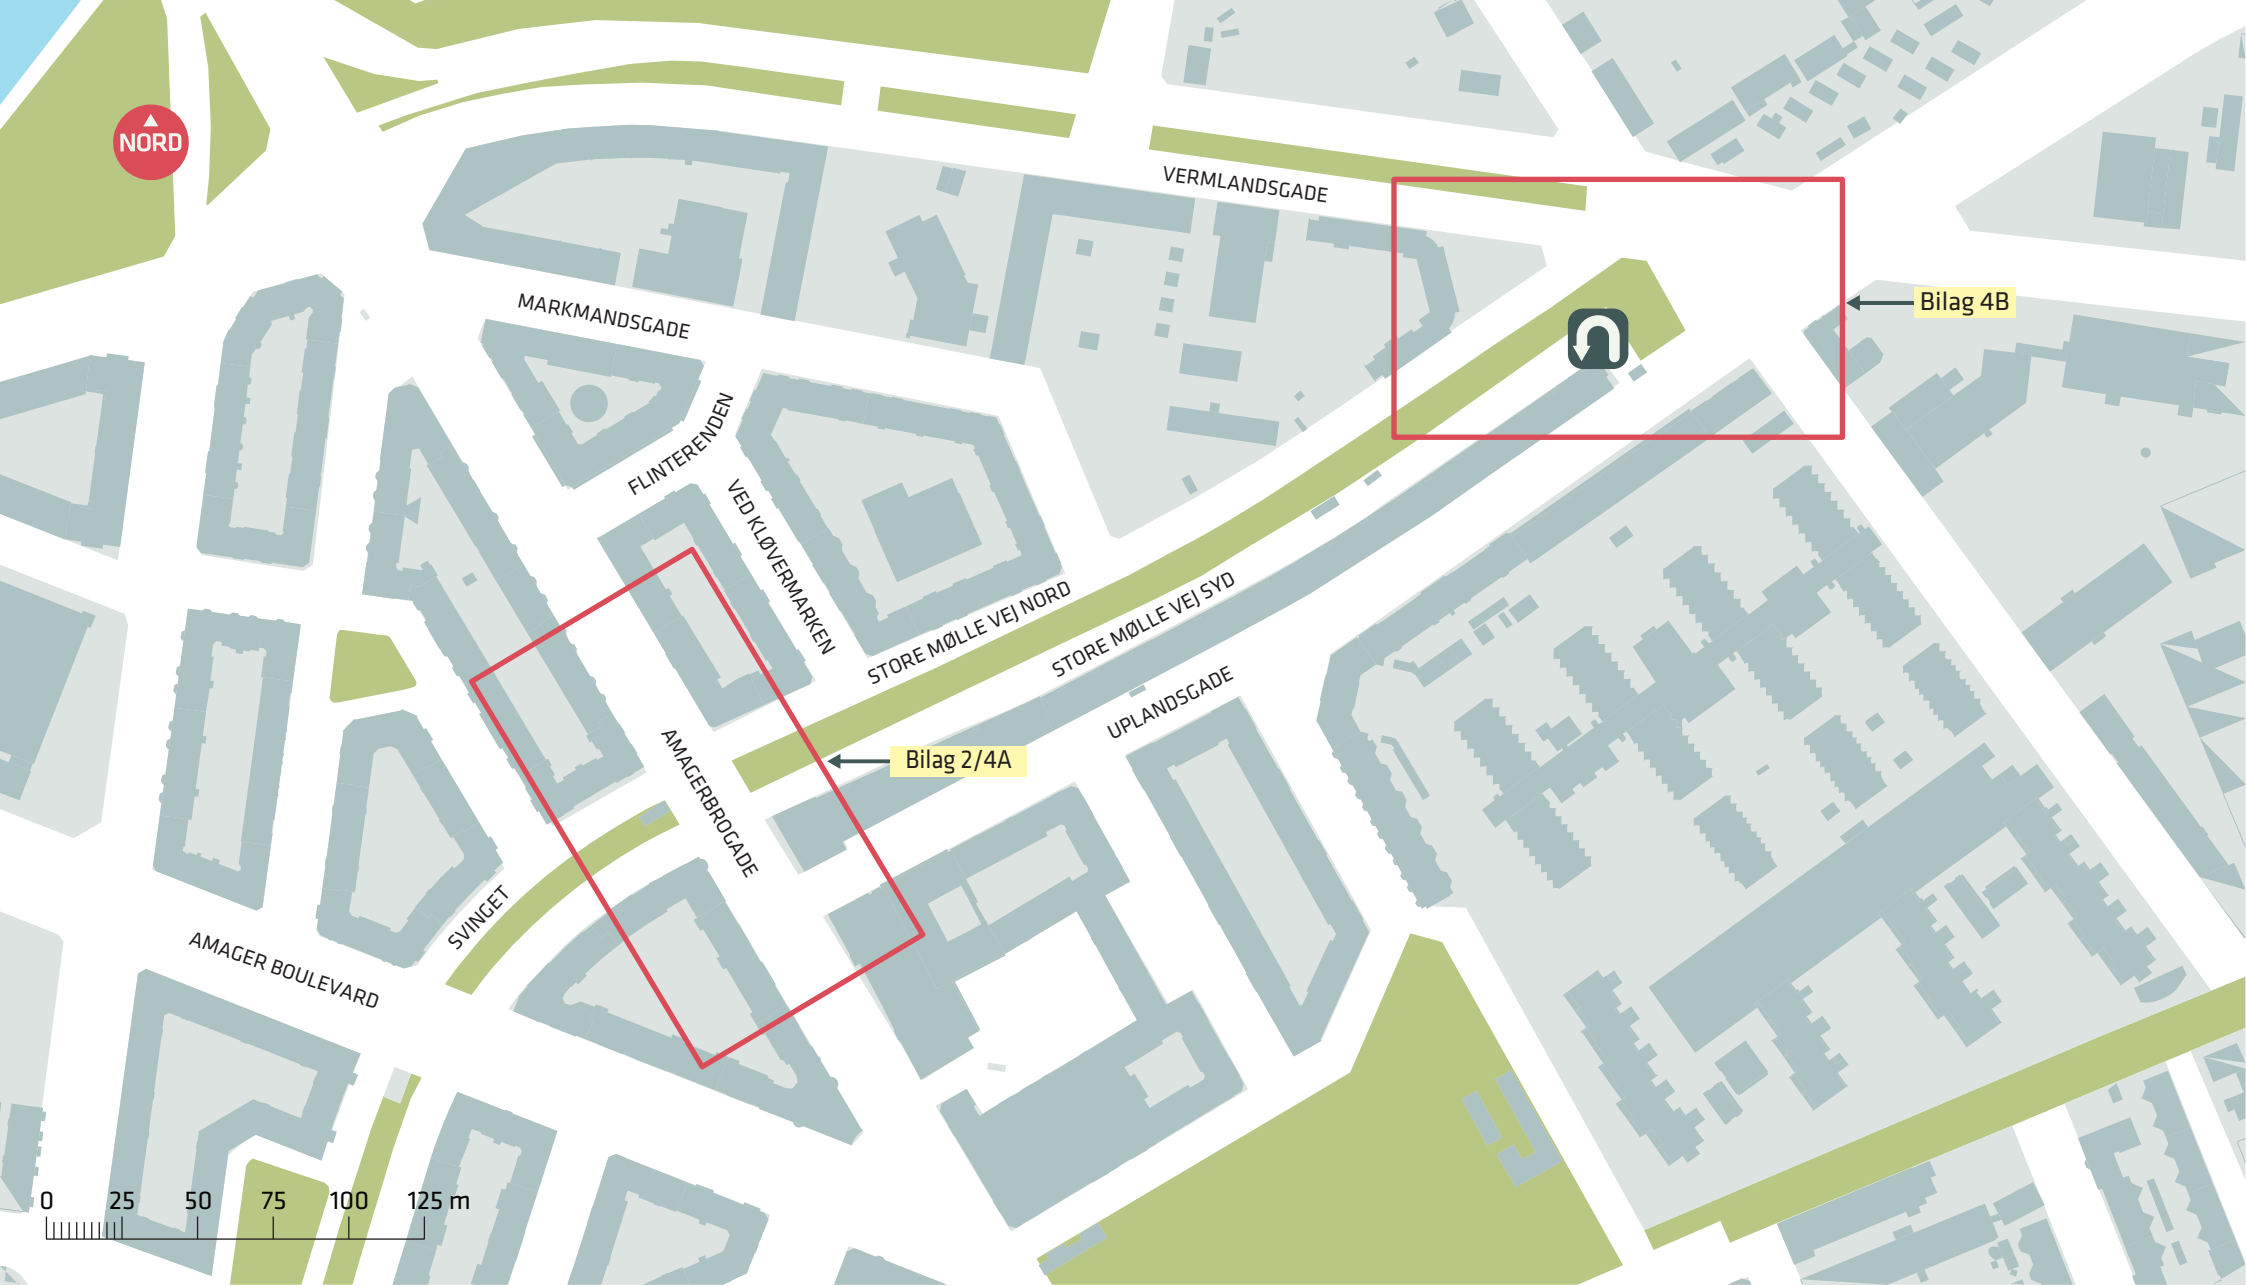 NORD
VERMLANDSGADE
MARKMANDSGADE
Bilag 4B
FLINTERENDEN
VED KLØVERMARKEN
STORE MØLLE VEJ NORD
STORE MØLLE VEJ SYD
UPLANDSGADE
AMAGERBROGADE
Bilag 2/4A
SVINGET
AMAGER BOULEVARD
0 25 50 75 100 125 m